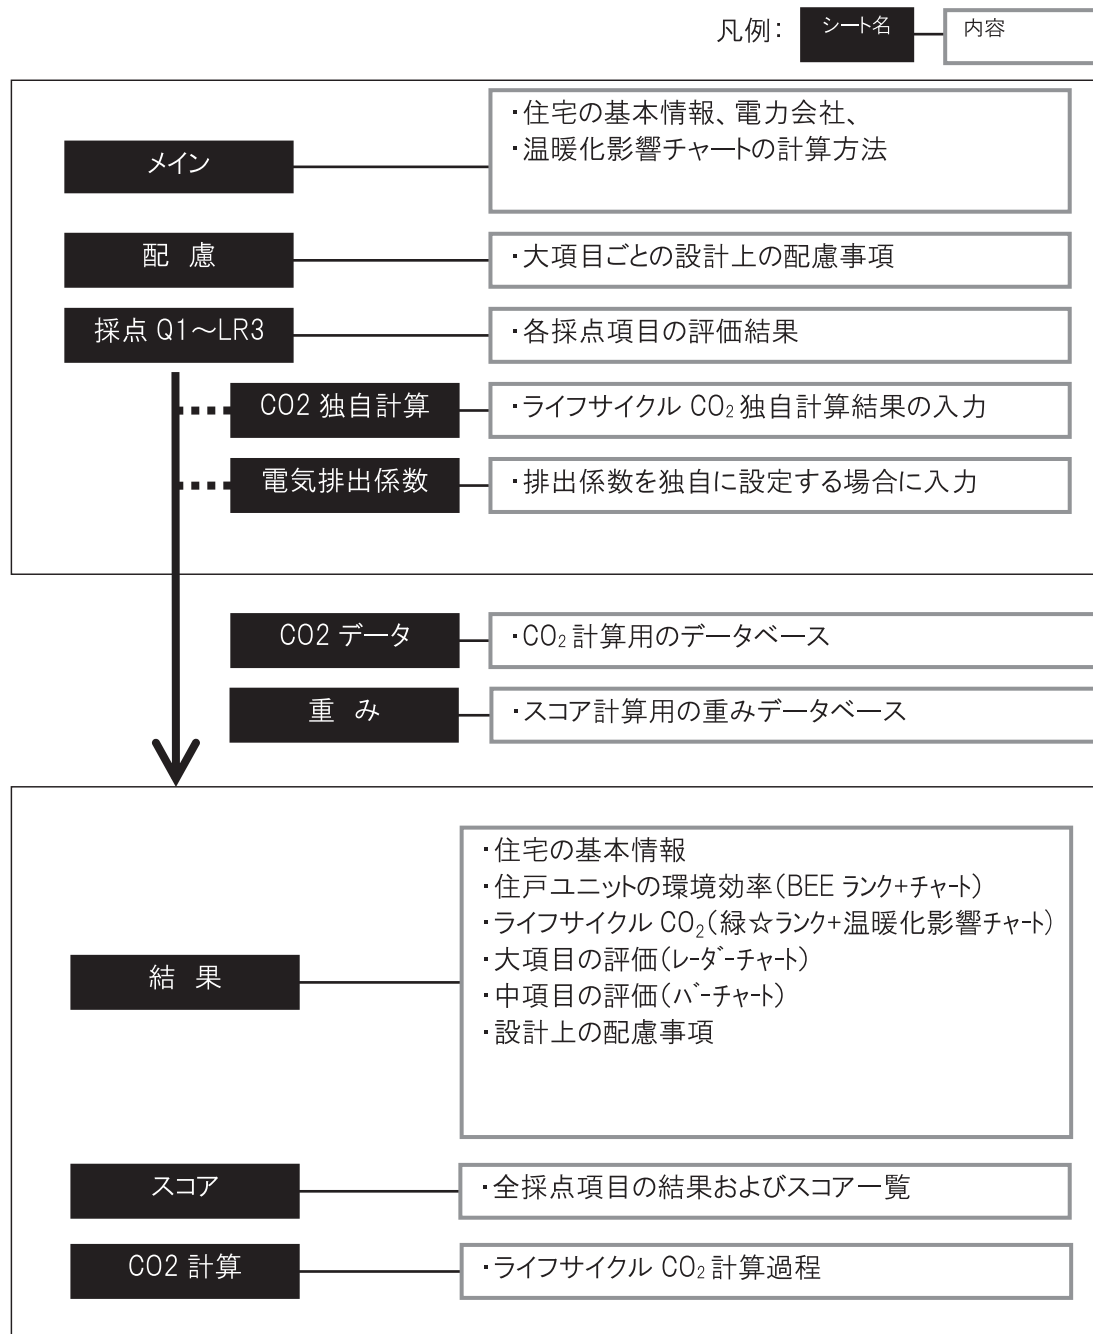 凡例： シート名 内容
メイン ・住宅の基本情報、電力会社、
・温暖化影響チャートの計算方法
配 慮 ・大項目ごとの設計上の配慮事項
採点 Q1～LR3 ・各採点項目の評価結果
CO2 独自計算 ・ライフサイクル CO₂ 独自計算結果の入力
電気排出係数 ・排出係数を独自に設定する場合に入力
CO2 データ ・CO₂ 計算用のデータベース
重 み ・スコア計算用の重みデータベース
・住宅の基本情報
・住戸ユニットの環境効率（BEE ランク+チャート）
・ライフサイクル CO₂（緑☆ランク+温暖化影響チャート）
・大項目の評価（レーダーチャート）
結 果
・中項目の評価（バーチャート）
・設計上の配慮事項
スコア ・全採点項目の結果およびスコア一覧
CO2 計算 ・ライフサイクル CO₂ 計算過程